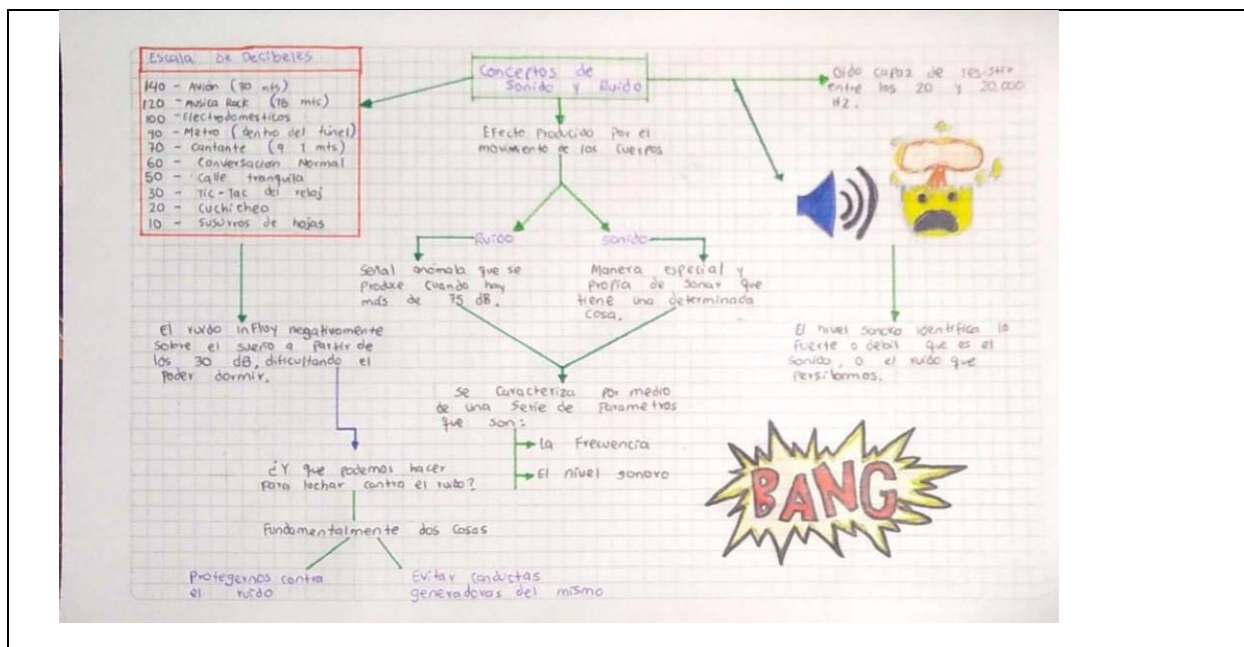 Escala de Decibeles
140 - Avión (30 mts)
120 - Musica Rock (76 mts)
100 - Electrodomésticos
90 - Metro (dentro del túnel)
70 - Cantante (a 1 mts)
60 - Conversación Normal
50 - Calle tranquila
30 - Tic-Tac del reloj
20 - Cuchicheo
10 - Susurros de hojas
Conceptos de
Sonido y Ruido
Oído capaz de resistir
entre los 20 y 20.000
HZ.
Efecto Producido Por el
movimiento de los Cuerpos
Ruido
sonido
Señal anómala que se
Produce Cuando hay
más de 75 dB.
Manera especial y
Propia de sonar que
tiene una determinada
Cosa.
El ruido influy negativamente
Sobre el sueño a Partir de
los 30 dB, dificultando el
Poder dormir.
El nivel sonoro identifica lo
Fuerte o debil que es el
sonido, o el ruido que
Persibimos.
Se Caracteriza Por medio
de una Serie de Parametros
que son:
La Frecuencia
El nivel sonoro
¿Y que podemos hacer
Para lochar contra el ruido?
Fundamentalmente dos Cosas
Protegernos contra
el ruido
Evitar Conductas
generadoras del mismo
BANG